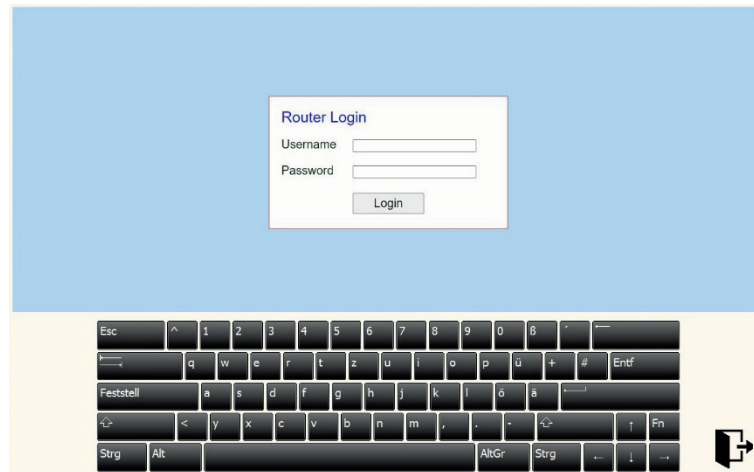 Router Login
Username
Password
Login
Esc ^ 1 2 3 4 5 6 7 8 9 0 ß ´ ←
q w e r t z u i o p ü + # Entf
Feststell a s d f g h j k l ö ä
< y x c v b n m , . - ↑ Fn
Strg Alt AltGr Strg ← ↓ →